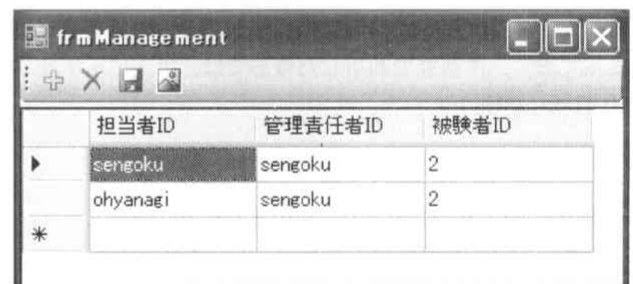 frmManagement
担当者ID 管理責任者ID 被験者ID
sengoku sengoku 2
ohyanagi sengoku 2